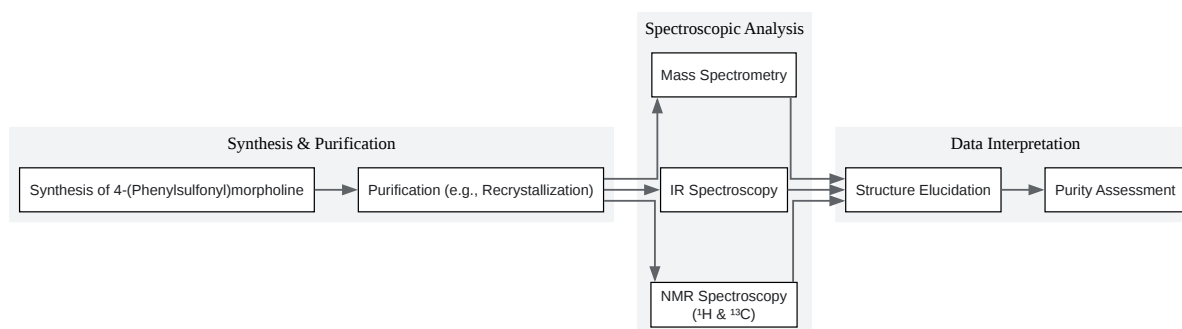 Spectroscopic Analysis
Mass Spectrometry
Synthesis & Purification
Data Interpretation
Synthesis of 4-(Phenylsulfonyl)morpholine
Purification (e.g., Recrystallization)
IR Spectroscopy
Structure Elucidation
Purity Assessment
NMR Spectroscopy
(¹H & ¹³C)